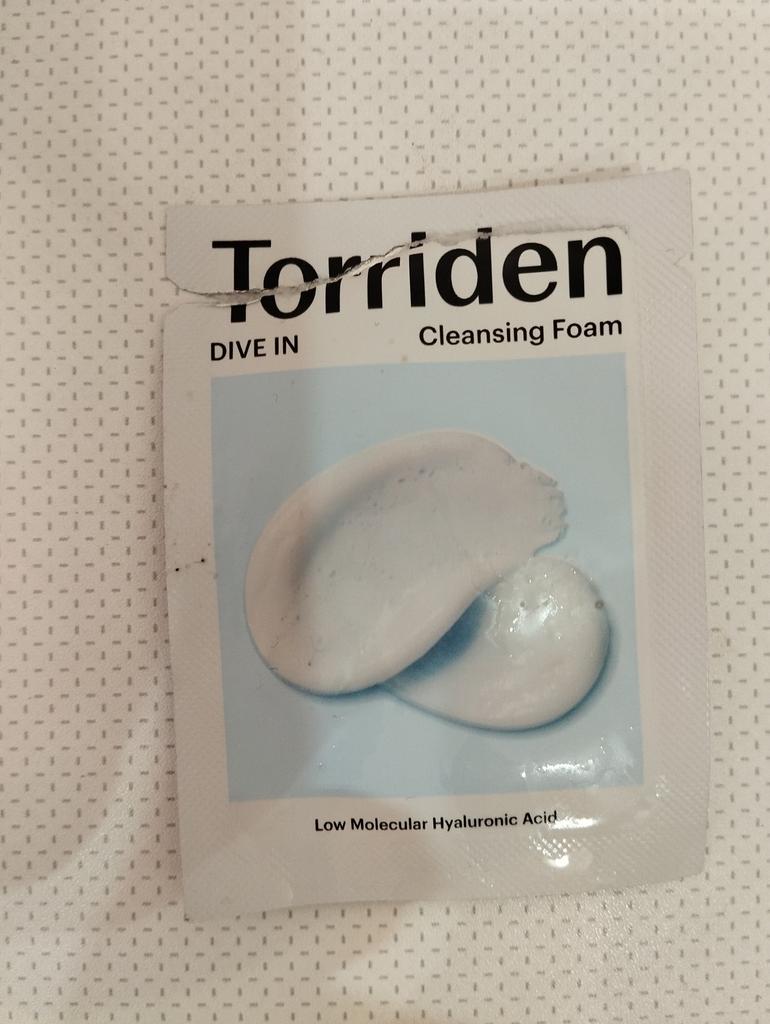 Torriden
DIVE IN
Cleansing Foam
Low Molecular Hyaluronic Acid